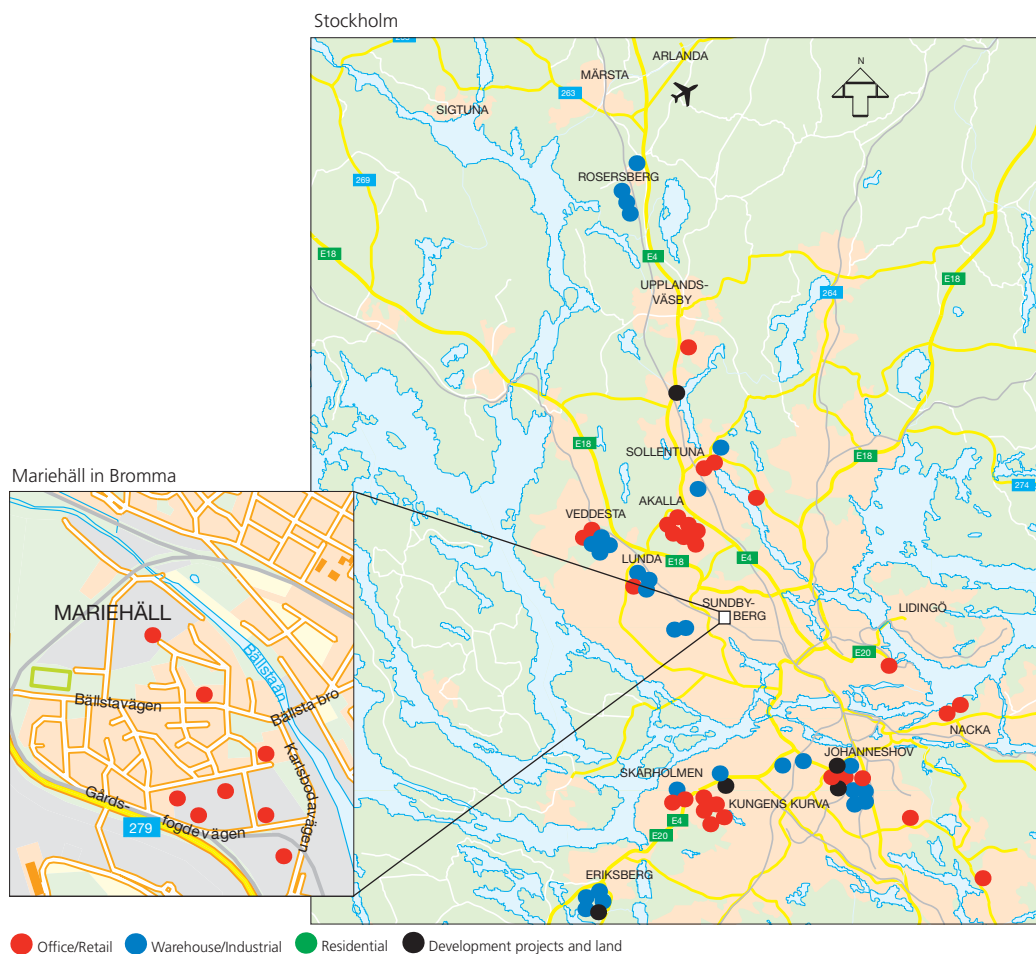 Stockholm
ARLANDA
N
MÄRSTA
263
SIGTUNA
ROSERSBERG
269
E18
E4
E18
UPPLANDS-
VÄSBY
264
E18
SOLLENTUNA
E18
274
Mariehäll in Bromma
AKALLA
VEDDESTA
E4
LUNDA
E18
SUNDBY-
BERG
LIDINGÖ
MARIEHÄLL
E20
Bällstaån
Bällstavägen
Bällsta bro
NACKA
JOHANNESHOV
Karlsbodavägen
SKÄRHOLMEN
KUNGENS KURVA
Gårds-
fogdevägen
279
E4
E20
ERIKSBERG
Office/Retail
Warehouse/Industrial
Residential
Development projects and land